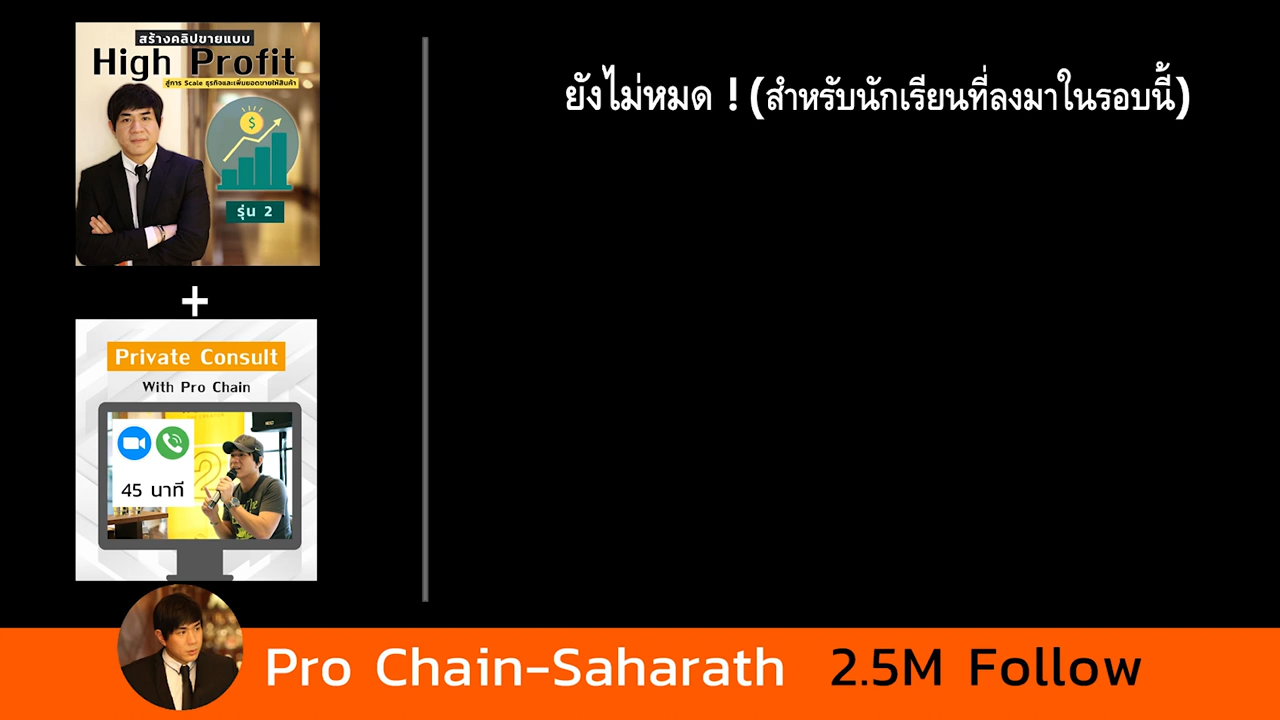 สร้างคลิปขายแบบ
High Profit
สู่การ Scale ธุรกิจและเพิ่มยอดขายให้สินค้า
$
รุ่น 2
+
Private Consult
With Pro Chain
45 นาที
ยังไม่หมด ! (สำหรับนักเรียนที่ลงมาในรอบนี้)
Pro Chain-Saharath 2.5M Follow